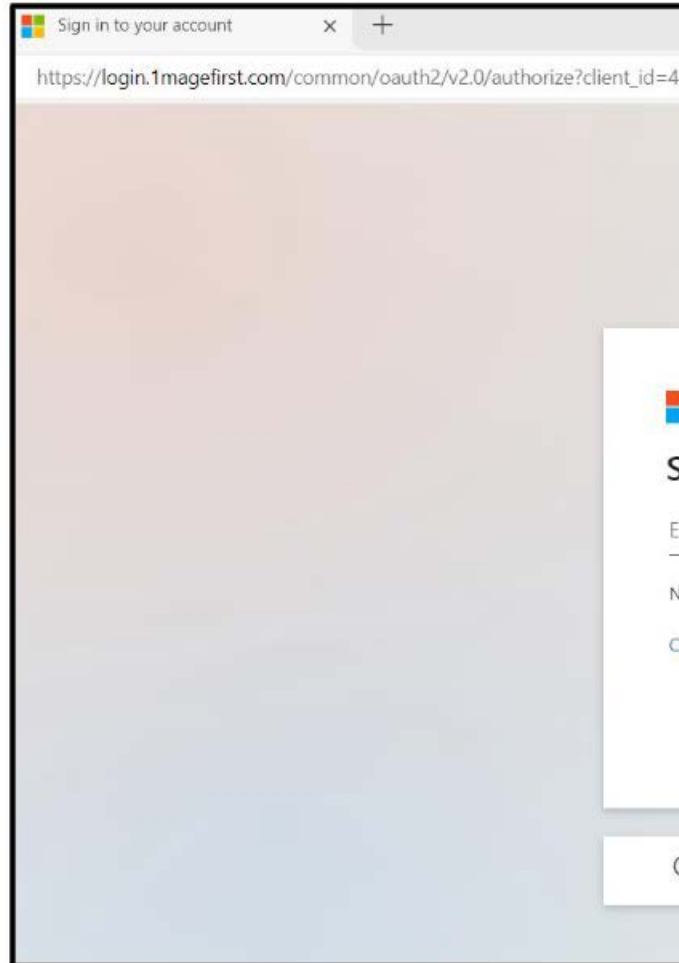 Sign in to your account
https://login.1magefirst.com/common/oauth2/v2.0/authorize?client_id=4
S
E
N
C